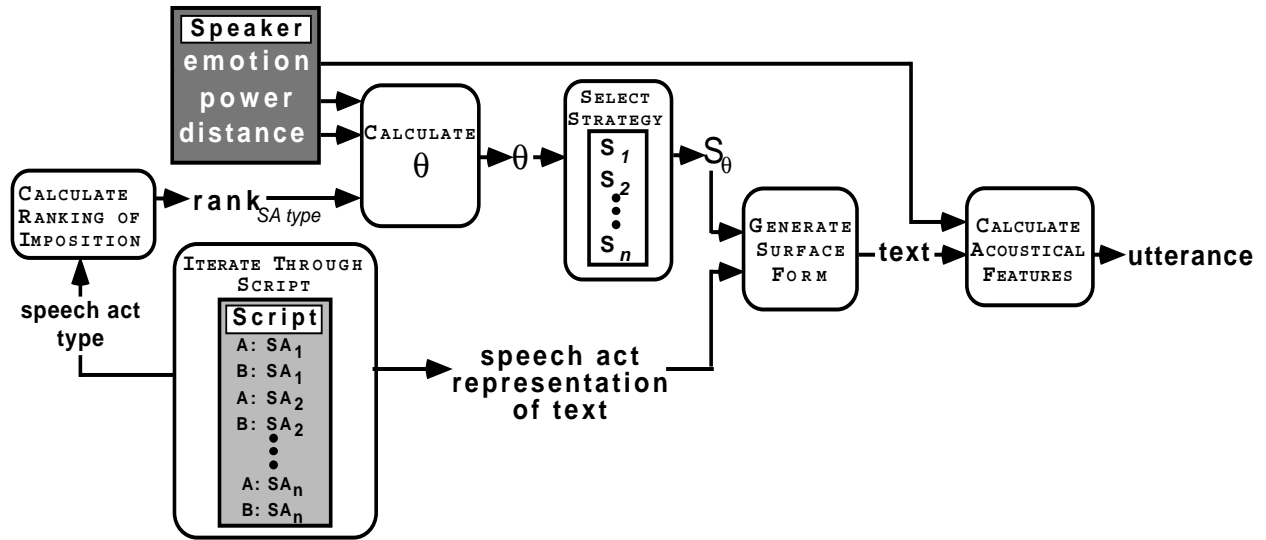 Speaker
emotion
power
distance
CALCULATE
θ
θ
SELECT
STRATEGY
S1
S2
Sn
Sθ
CALCULATE
RANKING OF
IMPOSITION
rank SA type
speech act
type
ITERATE THROUGH
SCRIPT
Script
A: SA1
B: SA1
A: SA2
B: SA2
A: SAn
B: SAn
speech act
representation
of text
GENERATE
SURFACE
FORM
text
CALCULATE
ACOUSTICAL
FEATURES
utterance